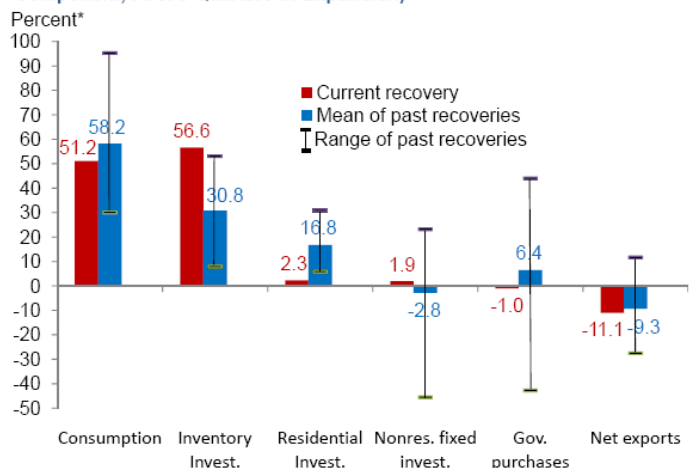 Percent*
100
90
80
70
60
50
40
30
20
10
0
-10
-20
-30
-40
-50
Current recovery
Mean of past recoveries
Range of past recoveries
51.2
58.2
56.6
30.8
2.3
16.8
1.9
-2.8
-1.0
6.4
-11.1
-9.3
Consumption
Inventory
Invest.
Residential
Invest.
Nonres. fixed
invest.
Gov.
purchases
Net exports